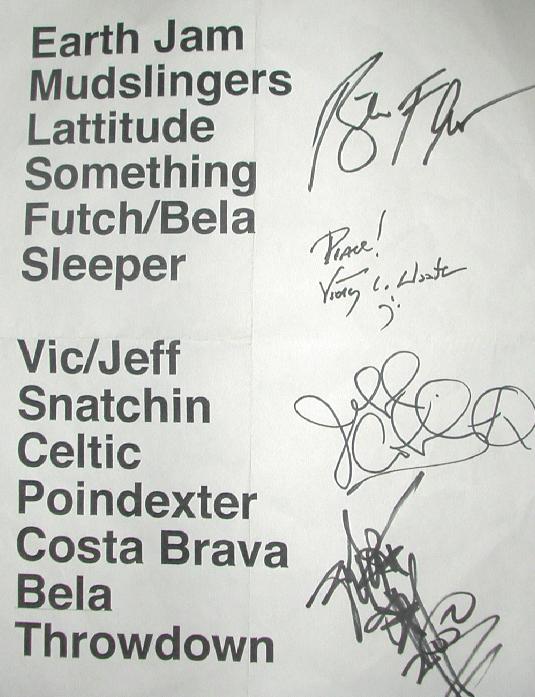 Earth Jam
Mudslingers
Lattitude
Something
Futch/Bela
Sleeper
Peace!
Vic/Jeff
Snatchin
Celtic
Poindexter
Costa Brava
Bela
Throwdown